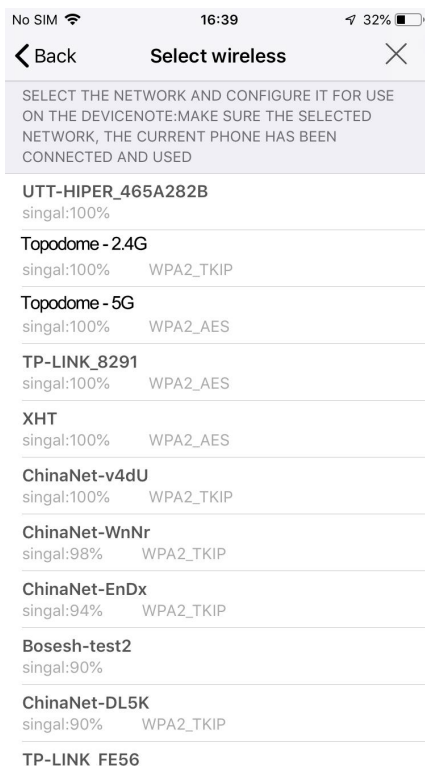 No SIM 16:39 32%
Back Select wireless
SELECT THE NETWORK AND CONFIGURE IT FOR USE
ON THE DEVICENOTE:MAKE SURE THE SELECTED
NETWORK, THE CURRENT PHONE HAS BEEN
CONNECTED AND USED
UTT-HIPER_465A282B
singal:100%
Topodome - 2.4G
singal:100% WPA2_TKIP
Topodome - 5G
singal:100% WPA2_AES
TP-LINK_8291
singal:100% WPA2_AES
XHT
singal:100% WPA2_AES
ChinaNet-v4dU
singal:100% WPA2_TKIP
ChinaNet-WnNr
singal:98% WPA2_TKIP
ChinaNet-EnDx
singal:94% WPA2_TKIP
Bosesh-test2
singal:90%
ChinaNet-DL5K
singal:90% WPA2_TKIP
TP-LINK_FE56